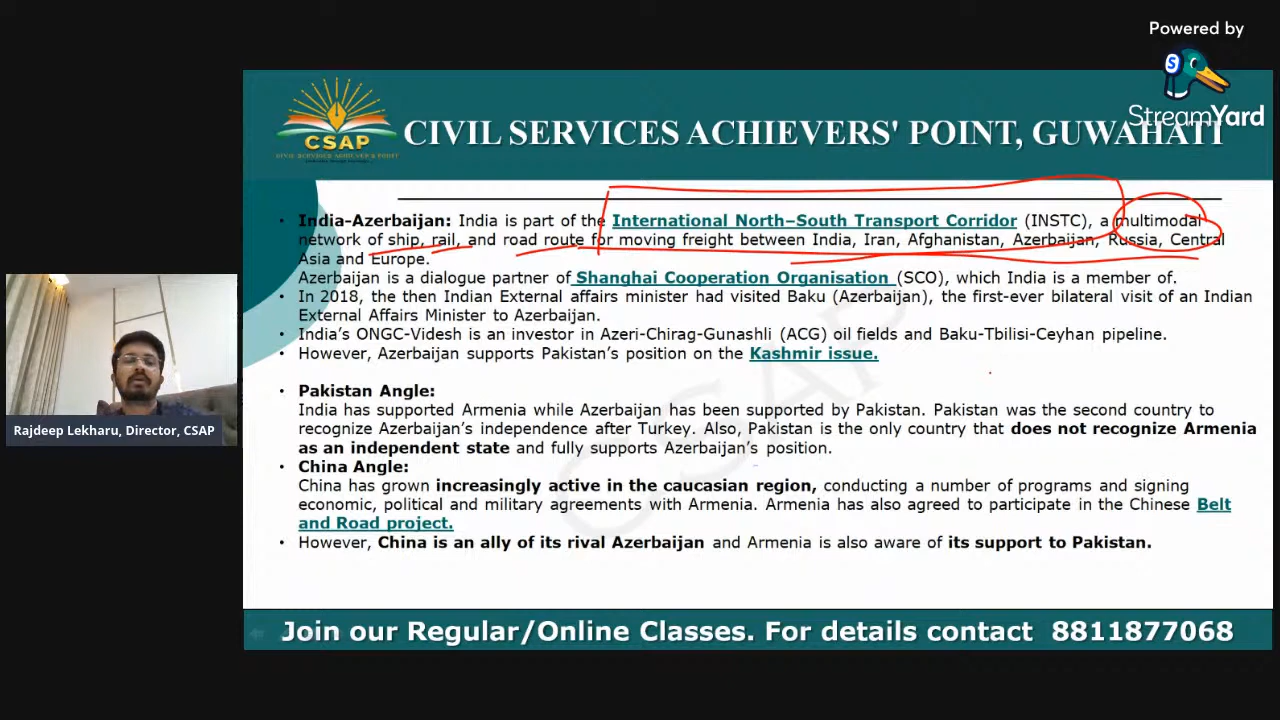 Powered by
StreamYard
CSAP
CIVIL SERVICES ACHIEVER'S POINT
CIVIL SERVICES ACHIEVERS' POINT, GUWAHATI
• India-Azerbaijan: India is part of the International North–South Transport Corridor (INSTC), a multimodal
network of ship, rail, and road route for moving freight between India, Iran, Afghanistan, Azerbaijan, Russia, Central
Asia and Europe.
Azerbaijan is a dialogue partner of Shanghai Cooperation Organisation (SCO), which India is a member of.
• In 2018, the then Indian External affairs minister had visited Baku (Azerbaijan), the first-ever bilateral visit of an Indian
External Affairs Minister to Azerbaijan.
• India's ONGC-Videsh is an investor in Azeri-Chirag-Gunashli (ACG) oil fields and Baku-Tbilisi-Ceyhan pipeline.
• However, Azerbaijan supports Pakistan's position on the Kashmir issue.
• Pakistan Angle:
India has supported Armenia while Azerbaijan has been supported by Pakistan. Pakistan was the second country to
recognize Azerbaijan's independence after Turkey. Also, Pakistan is the only country that does not recognize Armenia
as an independent state and fully supports Azerbaijan's position.
• China Angle:
China has grown increasingly active in the caucasian region, conducting a number of programs and signing
economic, political and military agreements with Armenia. Armenia has also agreed to participate in the Chinese Belt
and Road project.
• However, China is an ally of its rival Azerbaijan and Armenia is also aware of its support to Pakistan.
CSAP
Rajdeep Lekharu, Director, CSAP
Join our Regular/Online Classes. For details contact 8811877068